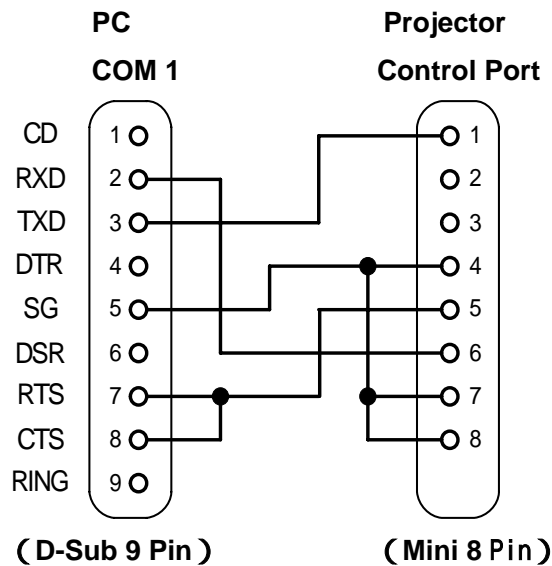 PC Projector
COM 1 Control Port
CD 1 1
RXD 2 2
TXD 3 3
DTR 4 4
SG 5 5
DSR 6 6
RTS 7 7
CTS 8 8
RING 9
(D-Sub 9 Pin) (Mini 8 Pin)